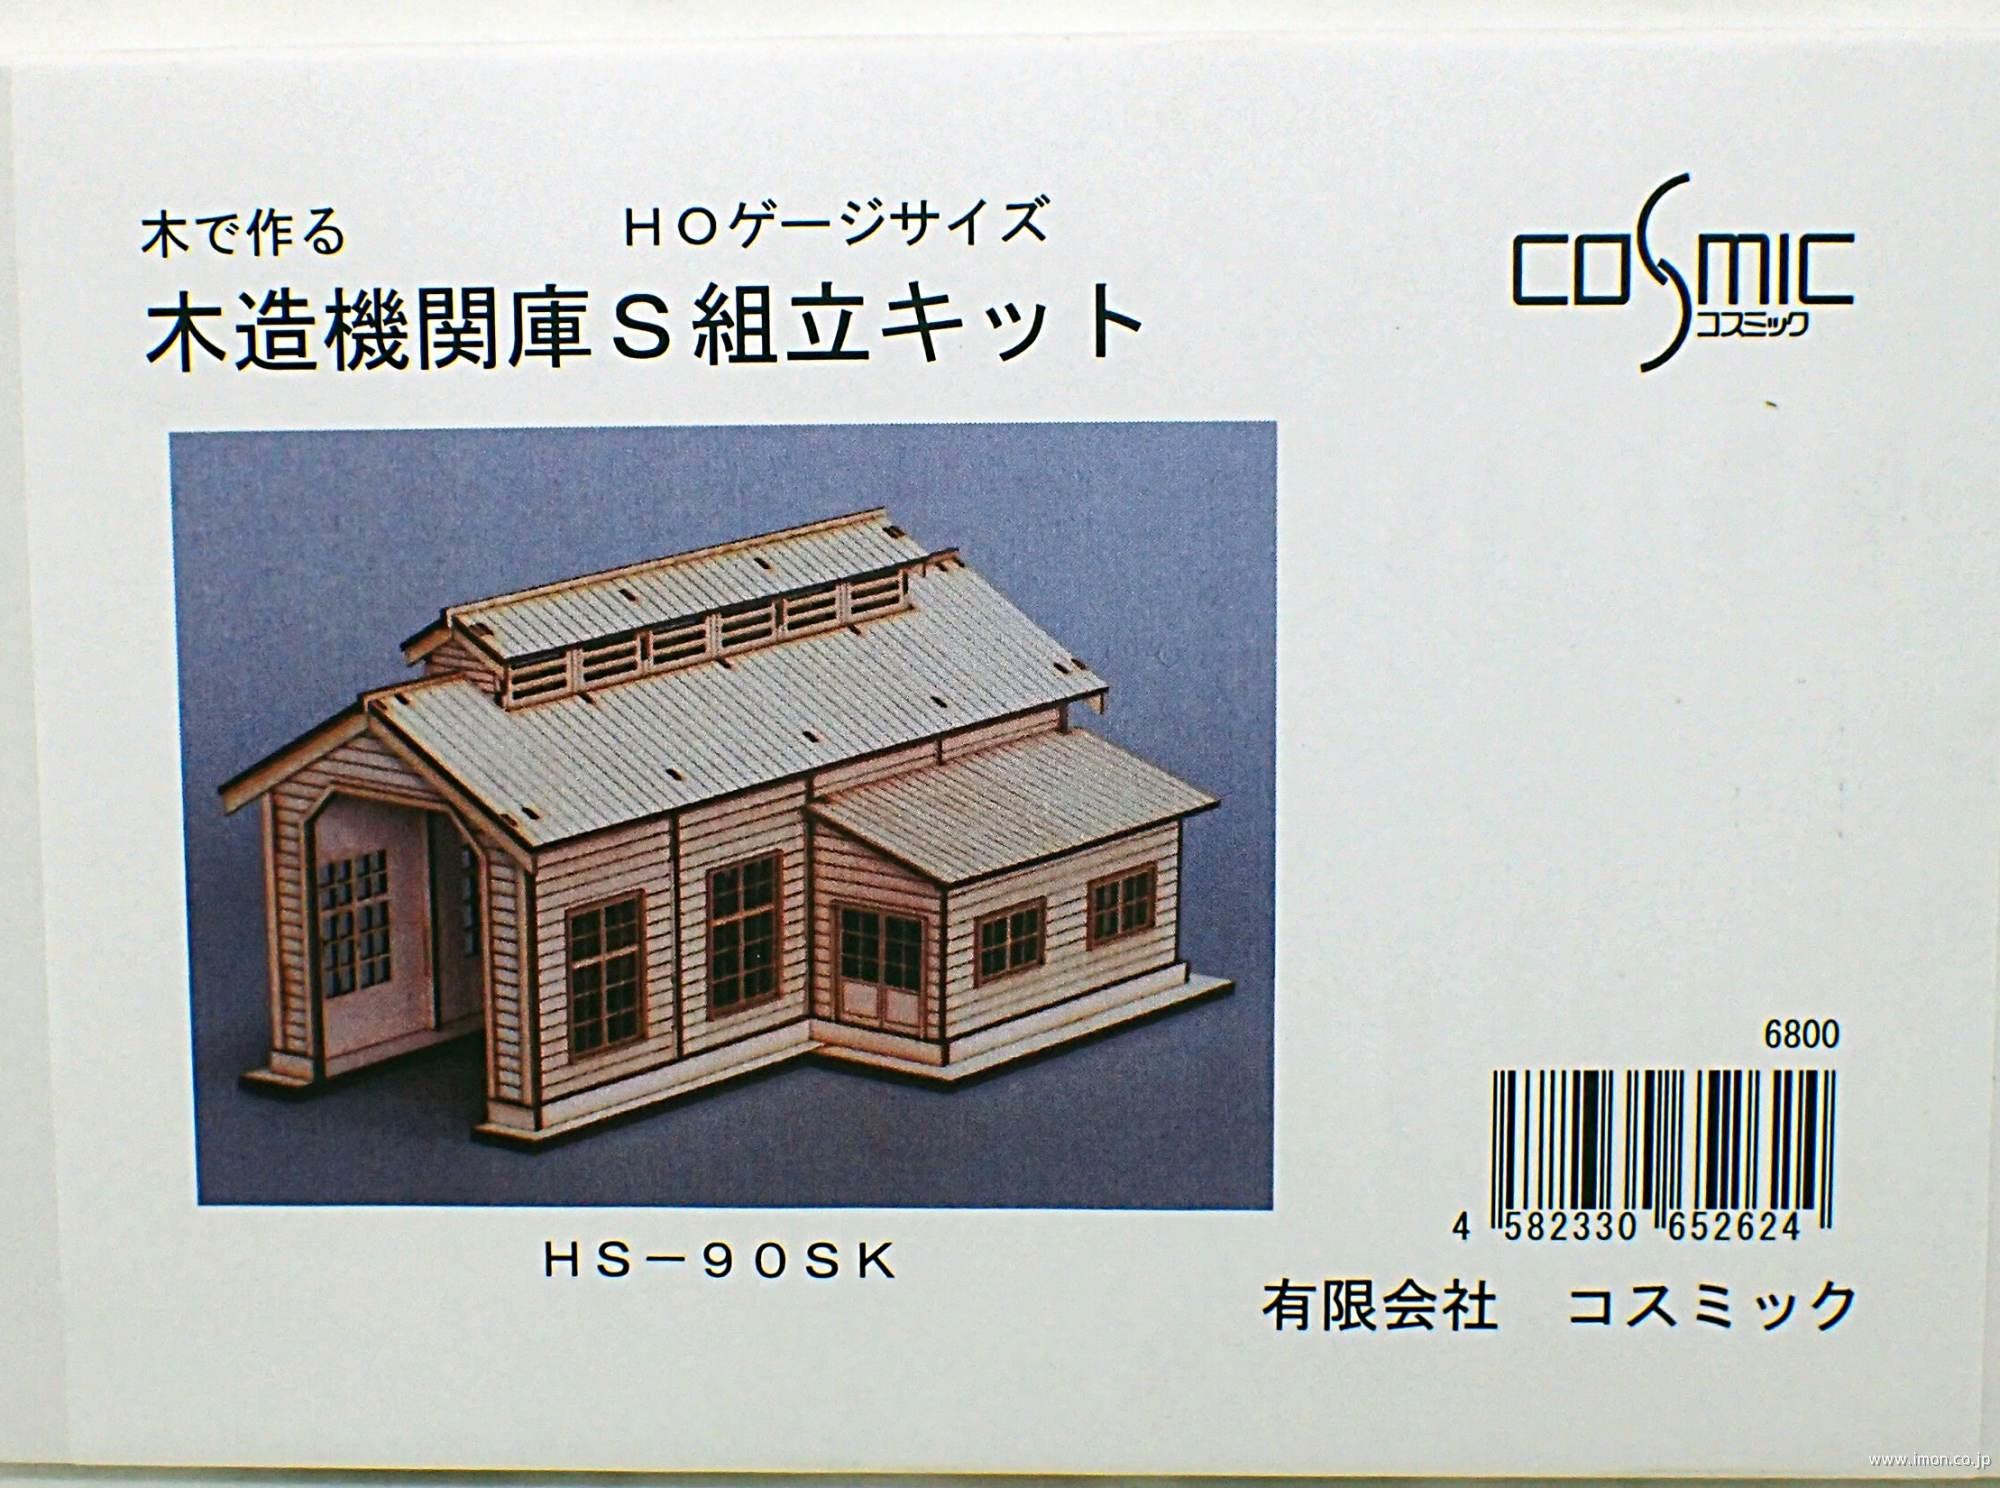 木で作る　HOゲージサイズ
木造機関庫S組立キット
COSMIC
コスミック
HS-90SK
6800
4 582330 652624
有限会社　コスミック
www.imon.co.jp